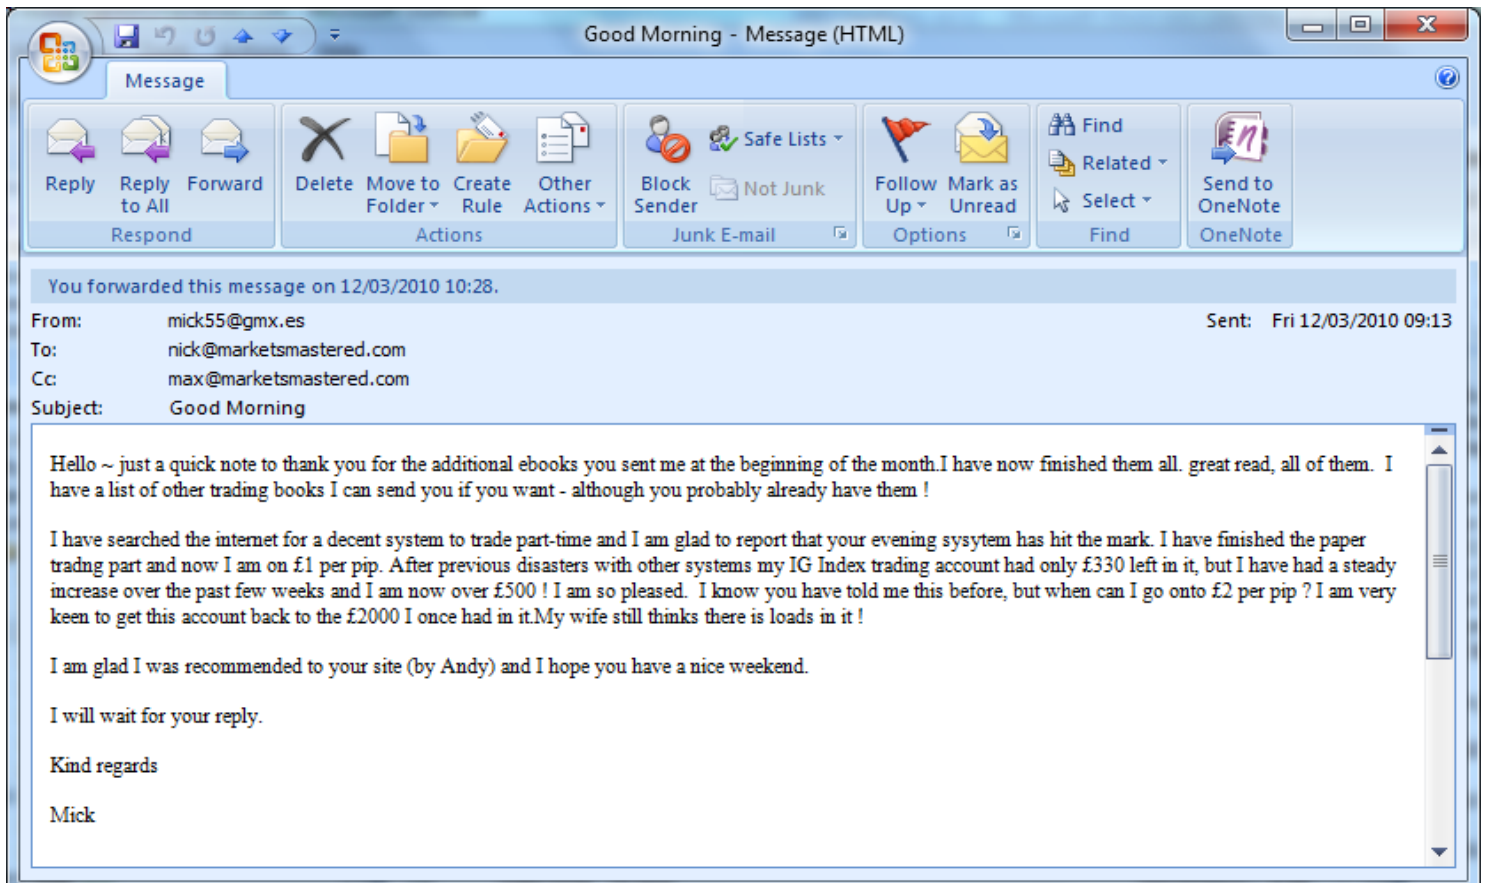 Good Morning - Message (HTML)
Message
Reply
Reply to All
Forward
Respond
Delete
Move to Folder
Create Rule
Other Actions
Actions
Block Sender
Safe Lists
Not Junk
Junk E-mail
Follow Up
Mark as Unread
Options
Find
Related
Select
Find
Send to OneNote
OneNote
You forwarded this message on 12/03/2010 10:28.
From: mick55@gmx.es Sent: Fri 12/03/2010 09:13
To: nick@marketsmastered.com
Cc: max@marketsmastered.com
Subject: Good Morning
Hello ~ just a quick note to thank you for the additional ebooks you sent me at the beginning of the month.I have now finished them all. great read, all of them. I
have a list of other trading books I can send you if you want - although you probably already have them !
I have searched the internet for a decent system to trade part-time and I am glad to report that your evening sysytem has hit the mark. I have finished the paper
tradng part and now I am on £1 per pip. After previous disasters with other systems my IG Index trading account had only £330 left in it, but I have had a steady
increase over the past few weeks and I am now over £500 ! I am so pleased. I know you have told me this before, but when can I go onto £2 per pip ? I am very
keen to get this account back to the £2000 I once had in it.My wife still thinks there is loads in it !
I am glad I was recommended to your site (by Andy) and I hope you have a nice weekend.
I will wait for your reply.
Kind regards
Mick